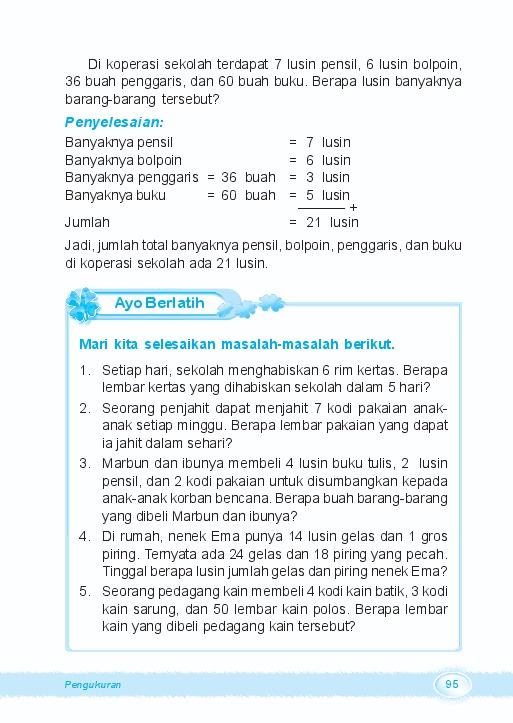 Di koperasi sekolah terdapat 7 lusin pensil, 6 lusin bolpoin,
36 buah penggaris, dan 60 buah buku. Berapa lusin banyaknya
barang-barang tersebut?
Penyelesaian:
Banyaknya pensil = 7 lusin
Banyaknya bolpoin = 6 lusin
Banyaknya penggaris = 36 buah = 3 lusin
Banyaknya buku = 60 buah = 5 lusin
+
Jumlah = 21 lusin
Jadi, jumlah total banyaknya pensil, bolpoin, penggaris, dan buku
di koperasi sekolah ada 21 lusin.
Ayo Berlatih
Mari kita selesaikan masalah-masalah berikut.
1. Setiap hari, sekolah menghabiskan 6 rim kertas. Berapa
lembar kertas yang dihabiskan sekolah dalam 5 hari?
2. Seorang penjahit dapat menjahit 7 kodi pakaian anak-
anak setiap minggu. Berapa lembar pakaian yang dapat
ia jahit dalam sehari?
3. Marbun dan ibunya membeli 4 lusin buku tulis, 2 lusin
pensil, dan 2 kodi pakaian untuk disumbangkan kepada
anak-anak korban bencana. Berapa buah barang-barang
yang dibeli Marbun dan ibunya?
4. Di rumah, nenek Ema punya 14 lusin gelas dan 1 gros
piring. Ternyata ada 24 gelas dan 18 piring yang pecah.
Tinggal berapa lusin jumlah gelas dan piring nenek Ema?
5. Seorang pedagang kain membeli 4 kodi kain batik, 3 kodi
kain sarung, dan 50 lembar kain polos. Berapa lembar
kain yang dibeli pedagang kain tersebut?
Pengukuran
95